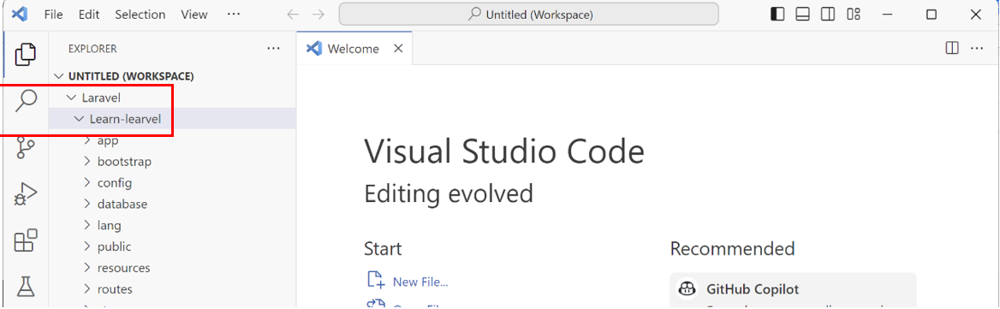 File Edit Selection View ··· Untitled (Workspace)
EXPLORER ···
Welcome
UNTITLED (WORKSPACE)
Laravel
Learn-learvel
app
bootstrap
config
database
lang
public
resources
routes
Visual Studio Code
Editing evolved
Start
New File...
Recommended
GitHub Copilot